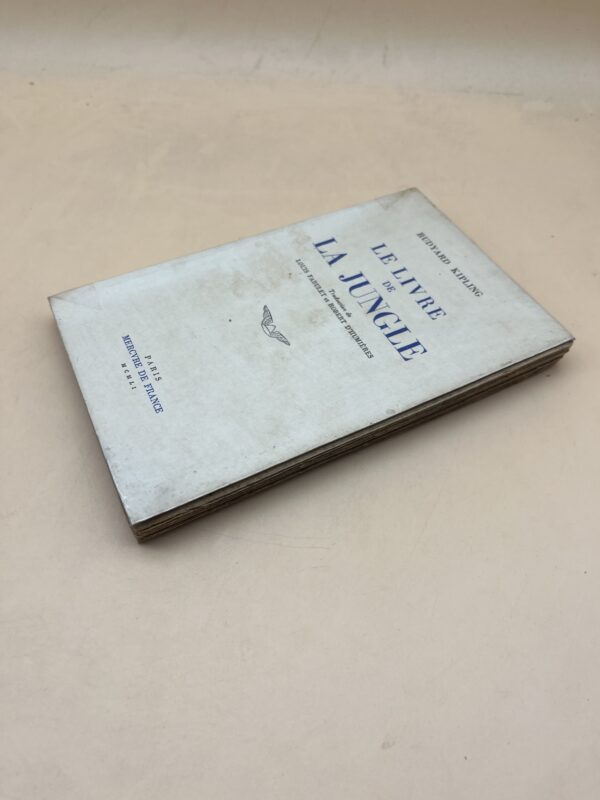 RUDYARD KIPLING
LE LIVRE
DE
LA JUNGLE
Traduction de
LOUIS FABULET et ROBERT D'HUMIÈRES
PARIS
MERCVRE DE FRANCE
MCMLI